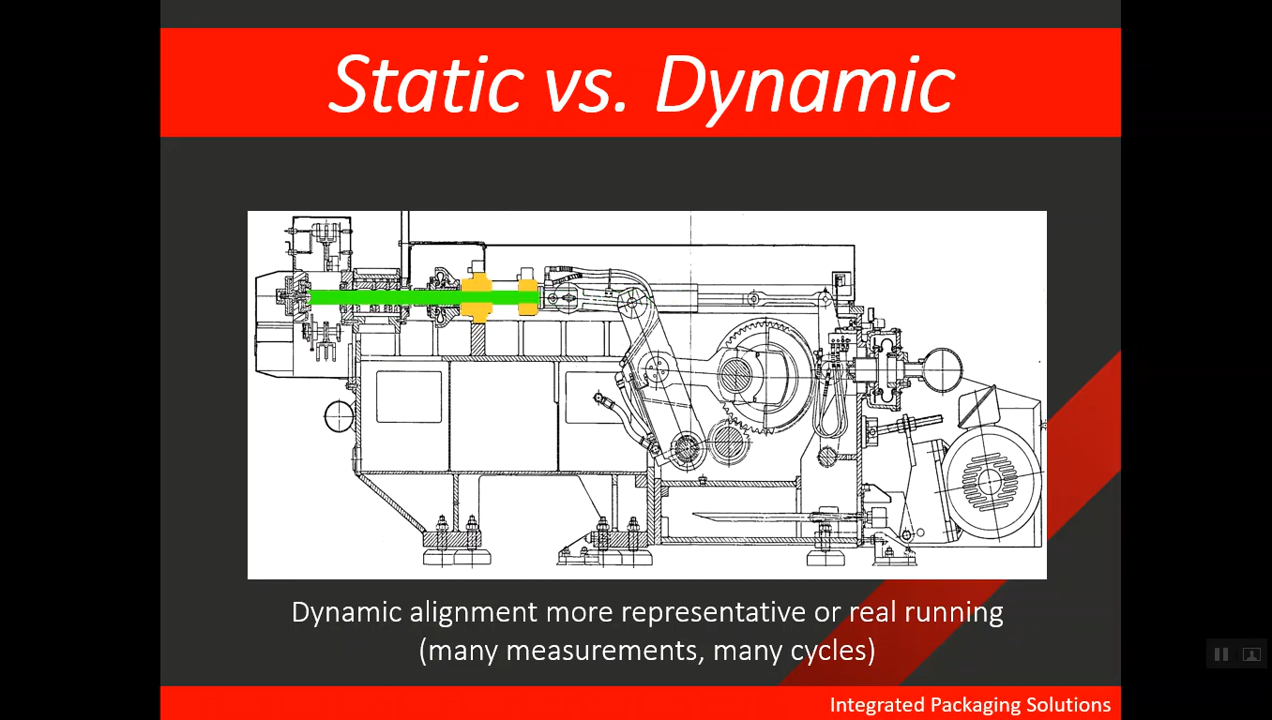 Static vs. Dynamic
Dynamic alignment more representative or real running
(many measurements, many cycles)
Integrated Packaging Solutions